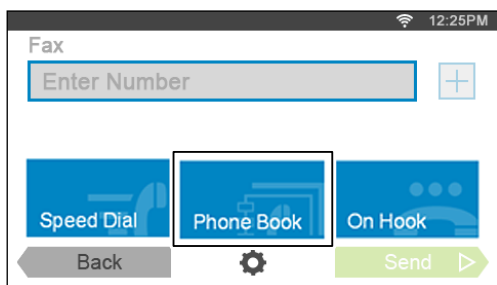 12:25PM
Fax
Enter Number
Speed Dial Phone Book On Hook
Back Send